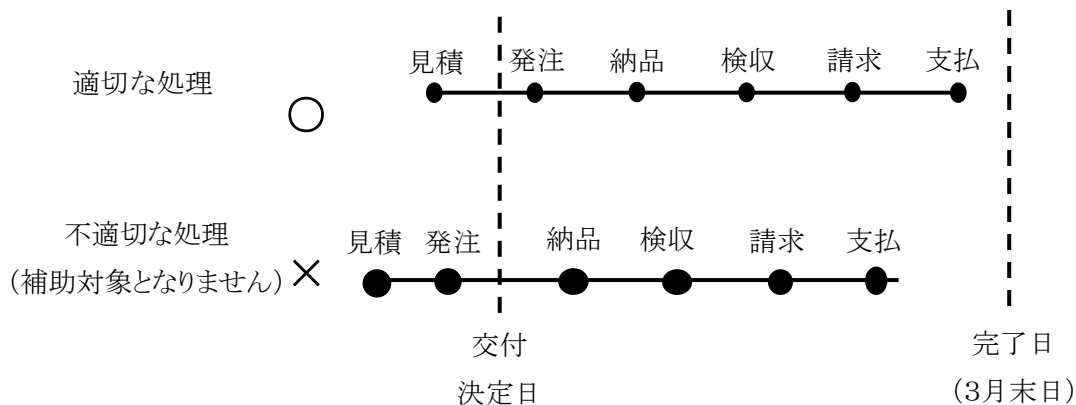 見積 発注 納品 検収 請求 支払
適切な処理
○
不適切な処理
見積 発注 納品 検収 請求 支払
（補助対象となりません） ×
交付
決定日
完了日
（３月末日）